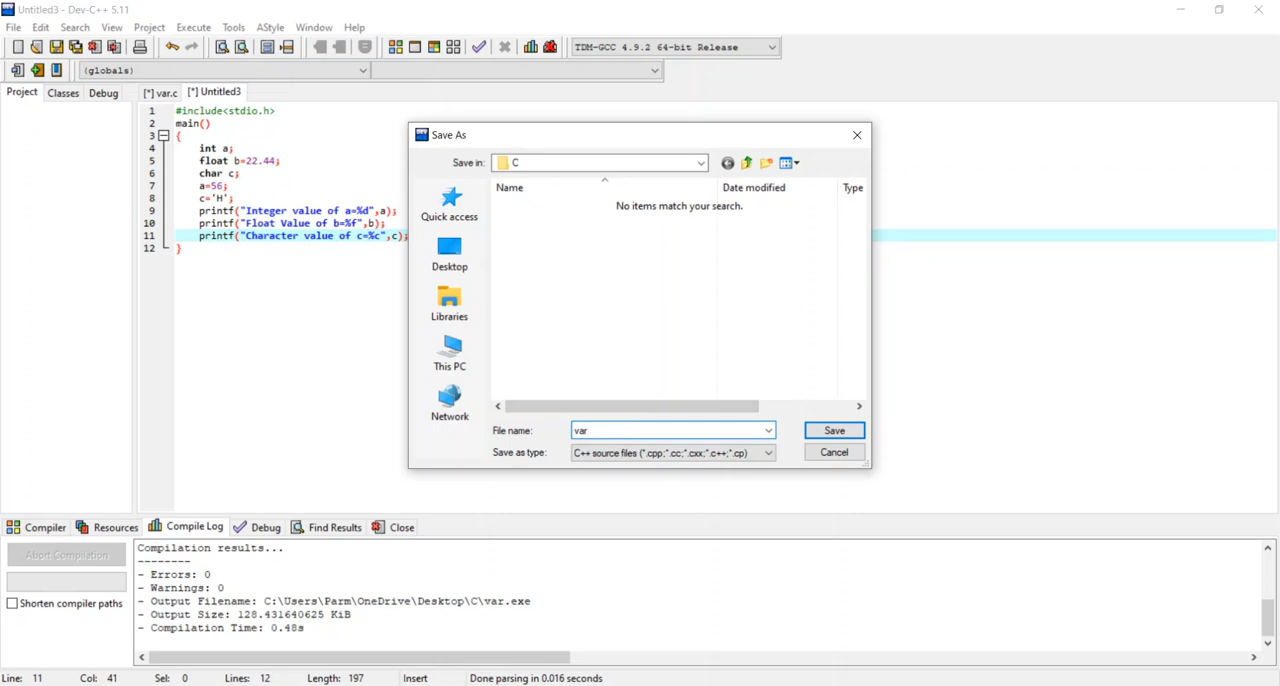 Untitled3 - Dev-C++ 5.11
File Edit Search View Project Execute Tools AStyle Window Help
TDM-GCC 4.9.2 64-bit Release
(globals)
Project Classes Debug
[*] var.c [*] Untitled3
1 #include<stdio.h>
2 main()
3 {
4 int a;
5 float b=22.44;
6 char c;
7 a=56;
8 c='H';
9 printf("Integer value of a=%d",a);
10 printf("Float Value of b=%f",b);
11 printf("Character value of c=%c",c);
12 }
Save As
Save in: C
Name Date modified Type
No items match your search.
Quick access
Desktop
Libraries
This PC
Network
File name: var Save
Save as type: C++ source files (*.cpp;*.cc;*.cxx;*.c++;*.cp) Cancel
Compiler Resources Compile Log Debug Find Results Close
Abort Compilation
Shorten compiler paths
Compilation results...
--------
- Errors: 0
- Warnings: 0
- Output Filename: C:\Users\Parm\OneDrive\Desktop\C\var.exe
- Output Size: 128.431640625 KiB
- Compilation Time: 0.48s
Line: 11 Col: 41 Sel: 0 Lines: 12 Length: 197 Insert Done parsing in 0.016 seconds